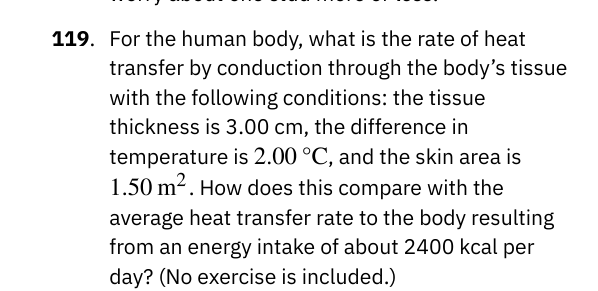 119. For the human body, what is the rate of heat
transfer by conduction through the body’s tissue
with the following conditions: the tissue
thickness is 3.00 cm, the difference in
temperature is 2.00 °C, and the skin area is
1.50 m². How does this compare with the
average heat transfer rate to the body resulting
from an energy intake of about 2400 kcal per
day? (No exercise is included.)